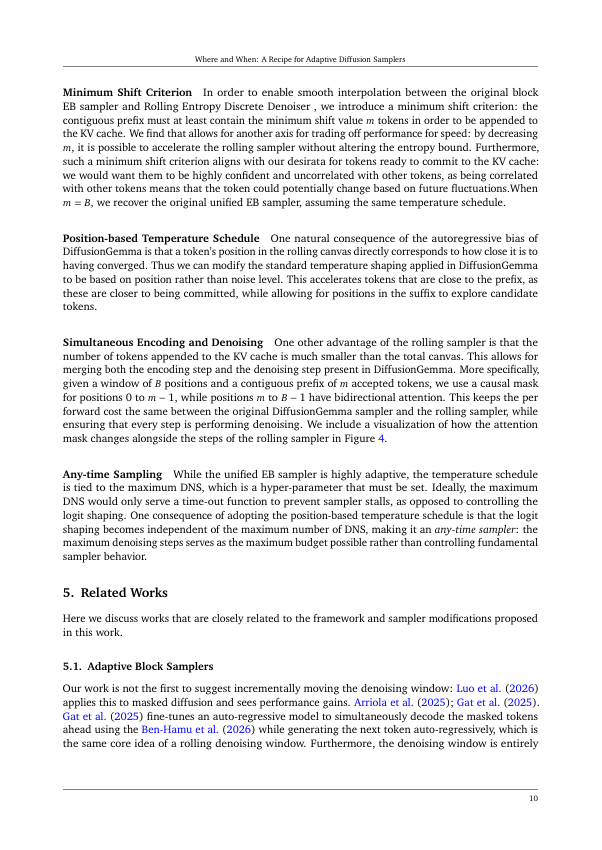 Where and When: A Recipe for Adaptive Diffusion Samplers
Minimum Shift Criterion In order to enable smooth interpolation between the original block
EB sampler and Rolling Entropy Discrete Denoiser , we introduce a minimum shift criterion: the
contiguous prefix must at least contain the minimum shift value m tokens in order to be appended to
the KV cache. We find that allows for another axis for trading off performance for speed: by decreasing
m, it is possible to accelerate the rolling sampler without altering the entropy bound. Furthermore,
such a minimum shift criterion aligns with our desirata for tokens ready to commit to the KV cache:
we would want them to be highly confident and uncorrelated with other tokens, as being correlated
with other tokens means that the token could potentially change based on future fluctuations.When
m = B, we recover the original unified EB sampler, assuming the same temperature schedule.
Position-based Temperature Schedule One natural consequence of the autoregressive bias of
DiffusionGemma is that a token's position in the rolling canvas directly corresponds to how close it is to
having converged. Thus we can modify the standard temperature shaping applied in DiffusionGemma
to be based on position rather than noise level. This accelerates tokens that are close to the prefix, as
these are closer to being committed, while allowing for positions in the suffix to explore candidate
tokens.
Simultaneous Encoding and Denoising One other advantage of the rolling sampler is that the
number of tokens appended to the KV cache is much smaller than the total canvas. This allows for
merging both the encoding step and the denoising step present in DiffusionGemma. More specifically,
given a window of B positions and a contiguous prefix of m accepted tokens, we use a causal mask
for positions 0 to m − 1, while positions m to B − 1 have bidirectional attention. This keeps the per
forward cost the same between the original DiffusionGemma sampler and the rolling sampler, while
ensuring that every step is performing denoising. We include a visualization of how the attention
mask changes alongside the steps of the rolling sampler in Figure 4.
Any-time Sampling While the unified EB sampler is highly adaptive, the temperature schedule
is tied to the maximum DNS, which is a hyper-parameter that must be set. Ideally, the maximum
DNS would only serve a time-out function to prevent sampler stalls, as opposed to controlling the
logit shaping. One consequence of adopting the position-based temperature schedule is that the logit
shaping becomes independent of the maximum number of DNS, making it an any-time sampler: the
maximum denoising steps serves as the maximum budget possible rather than controlling fundamental
sampler behavior.
5. Related Works
Here we discuss works that are closely related to the framework and sampler modifications proposed
in this work.
5.1. Adaptive Block Samplers
Our work is not the first to suggest incrementally moving the denoising window: Luo et al. (2026)
applies this to masked diffusion and sees performance gains. Arriola et al. (2025); Gat et al. (2025).
Gat et al. (2025) fine-tunes an auto-regressive model to simultaneously decode the masked tokens
ahead using the Ben-Hamu et al. (2026) while generating the next token auto-regressively, which is
the same core idea of a rolling denoising window. Furthermore, the denoising window is entirely
10